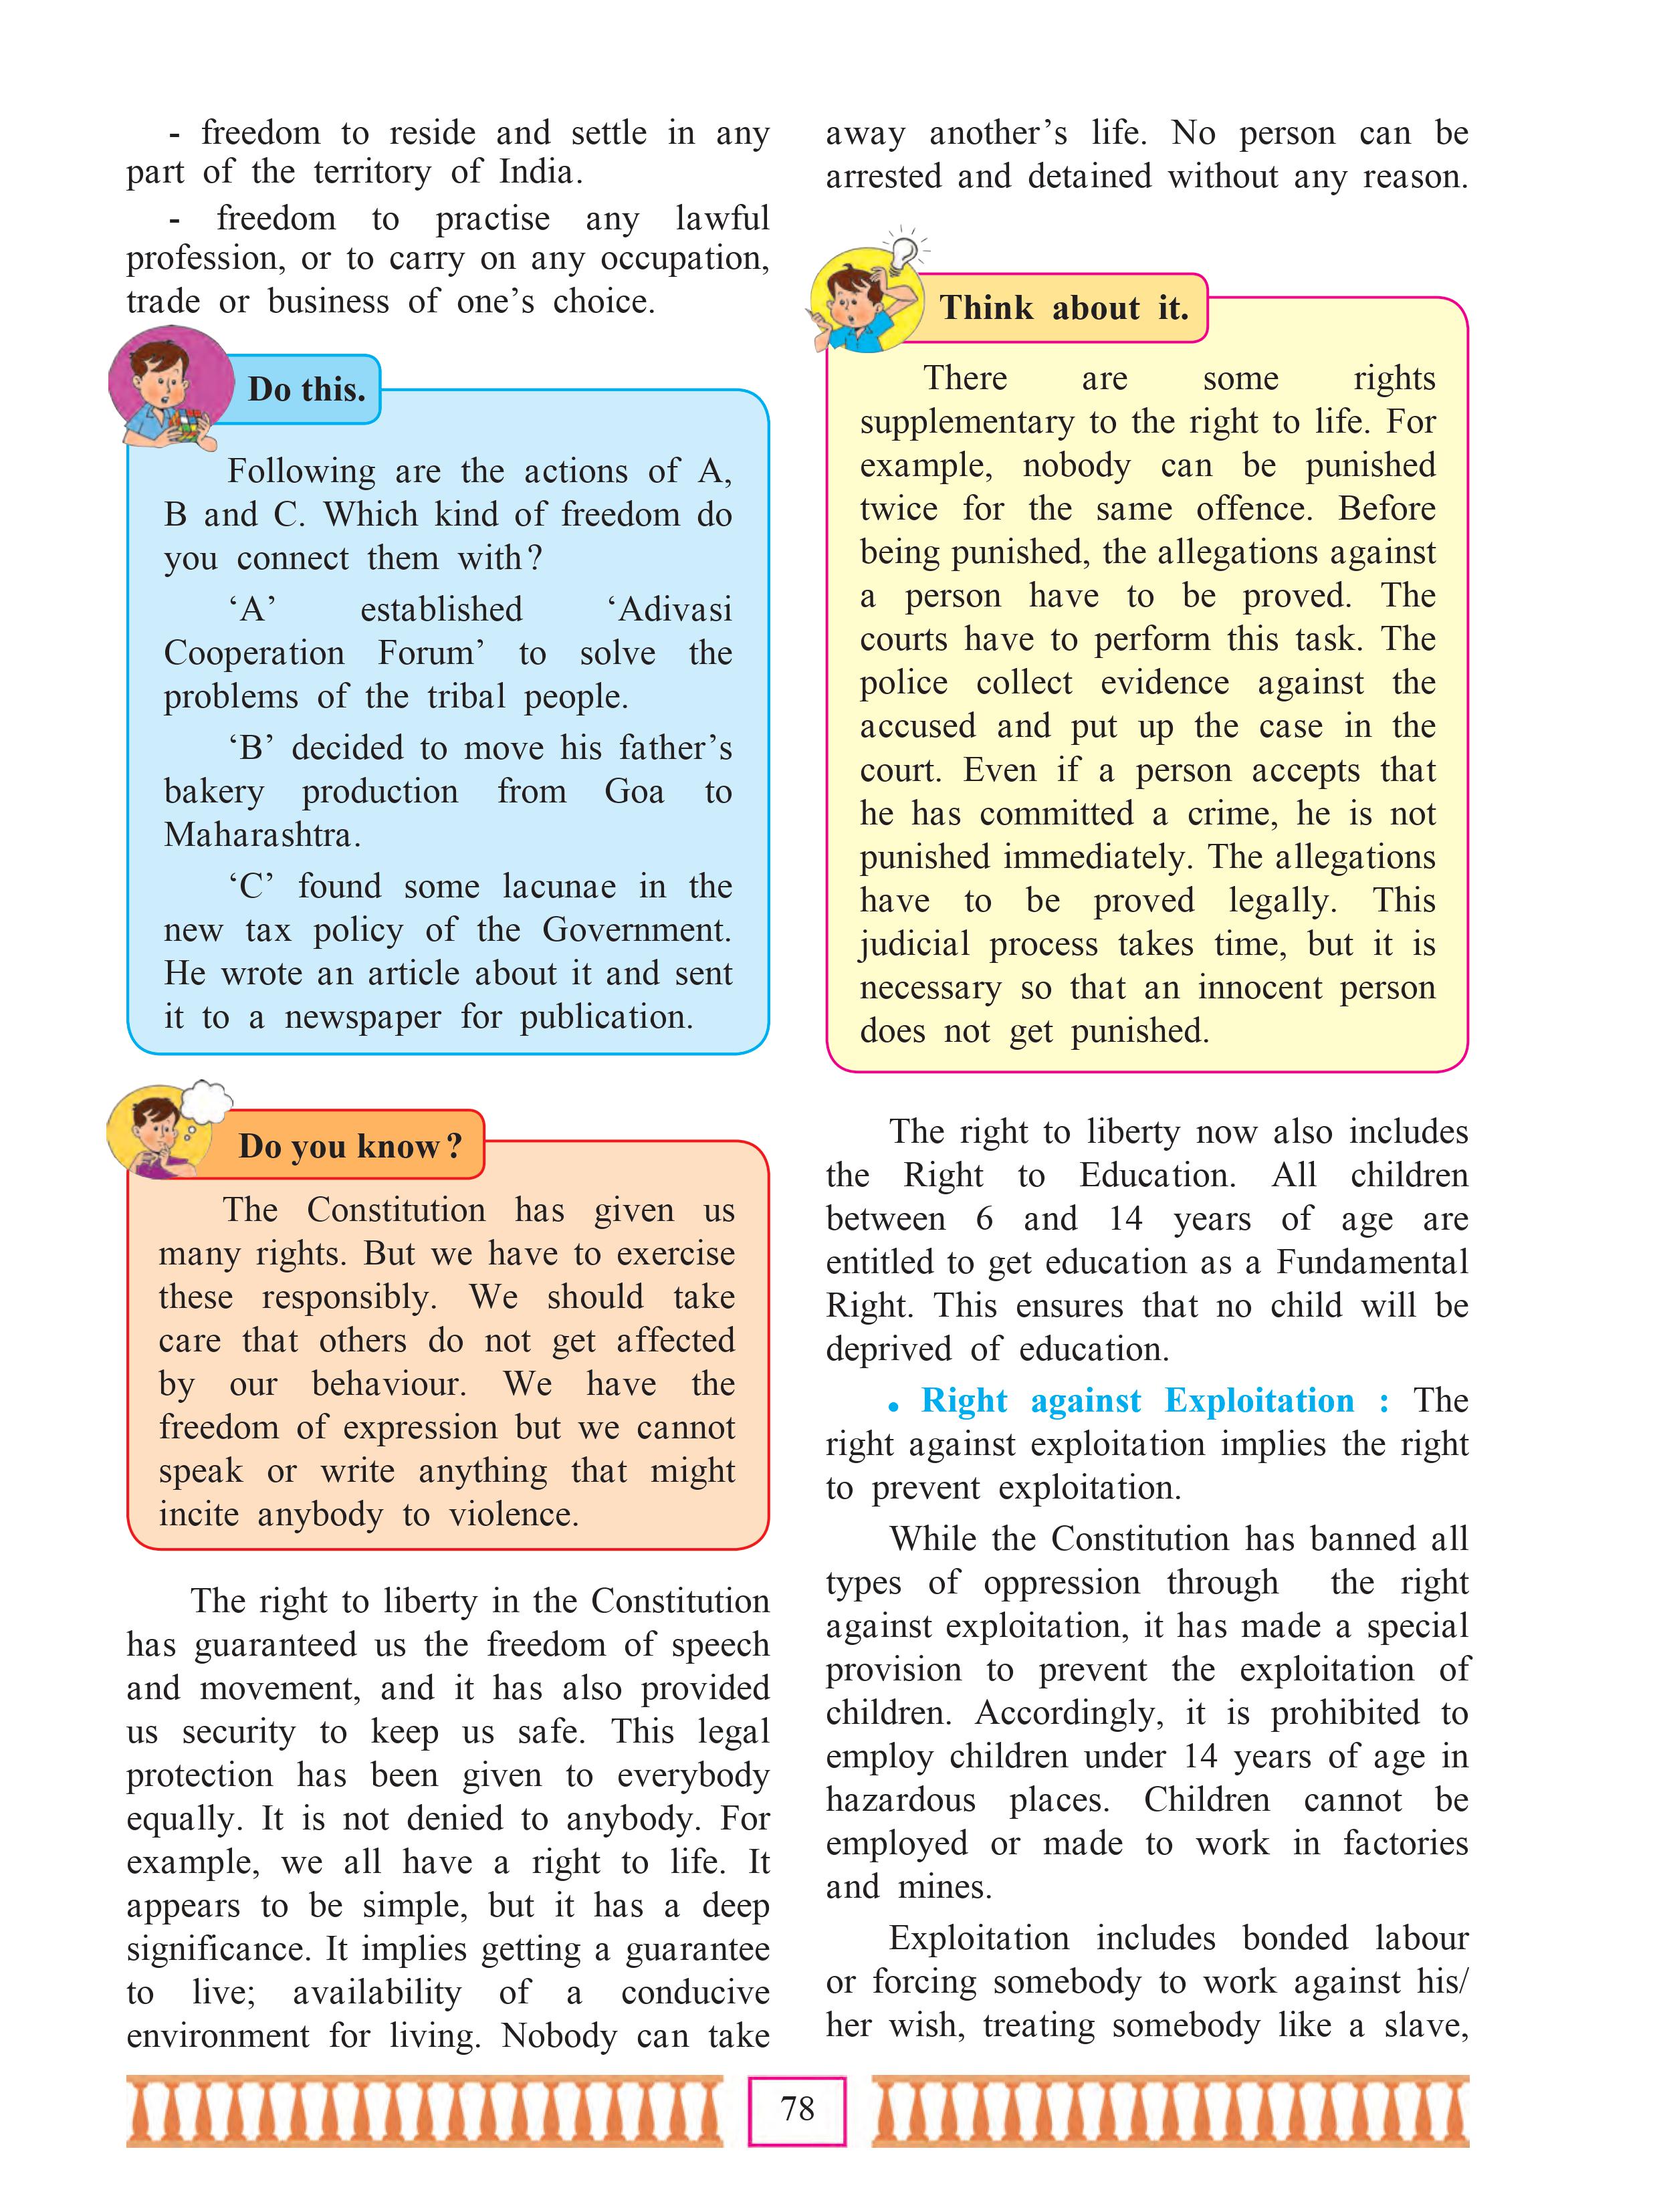 - freedom to reside and settle in any
part of the territory of India.
- freedom to practise any lawful
profession, or to carry on any occupation,
trade or business of one’s choice.
Do this.
Following are the actions of A,
B and C. Which kind of freedom do
you connect them with?
‘A’ established ‘Adivasi
Cooperation Forum’ to solve the
problems of the tribal people.
‘B’ decided to move his father’s
bakery production from Goa to
Maharashtra.
‘C’ found some lacunae in the
new tax policy of the Government.
He wrote an article about it and sent
it to a newspaper for publication.
Do you know?
The Constitution has given us
many rights. But we have to exercise
these responsibly. We should take
care that others do not get affected
by our behaviour. We have the
freedom of expression but we cannot
speak or write anything that might
incite anybody to violence.
The right to liberty in the Constitution
has guaranteed us the freedom of speech
and movement, and it has also provided
us security to keep us safe. This legal
protection has been given to everybody
equally. It is not denied to anybody. For
example, we all have a right to life. It
appears to be simple, but it has a deep
significance. It implies getting a guarantee
to live; availability of a conducive
environment for living. Nobody can take
away another’s life. No person can be
arrested and detained without any reason.
Think about it.
There are some rights
supplementary to the right to life. For
example, nobody can be punished
twice for the same offence. Before
being punished, the allegations against
a person have to be proved. The
courts have to perform this task. The
police collect evidence against the
accused and put up the case in the
court. Even if a person accepts that
he has committed a crime, he is not
punished immediately. The allegations
have to be proved legally. This
judicial process takes time, but it is
necessary so that an innocent person
does not get punished.
The right to liberty now also includes
the Right to Education. All children
between 6 and 14 years of age are
entitled to get education as a Fundamental
Right. This ensures that no child will be
deprived of education.
• Right against Exploitation : The
right against exploitation implies the right
to prevent exploitation.
While the Constitution has banned all
types of oppression through the right
against exploitation, it has made a special
provision to prevent the exploitation of
children. Accordingly, it is prohibited to
employ children under 14 years of age in
hazardous places. Children cannot be
employed or made to work in factories
and mines.
Exploitation includes bonded labour
or forcing somebody to work against his/
her wish, treating somebody like a slave,
78